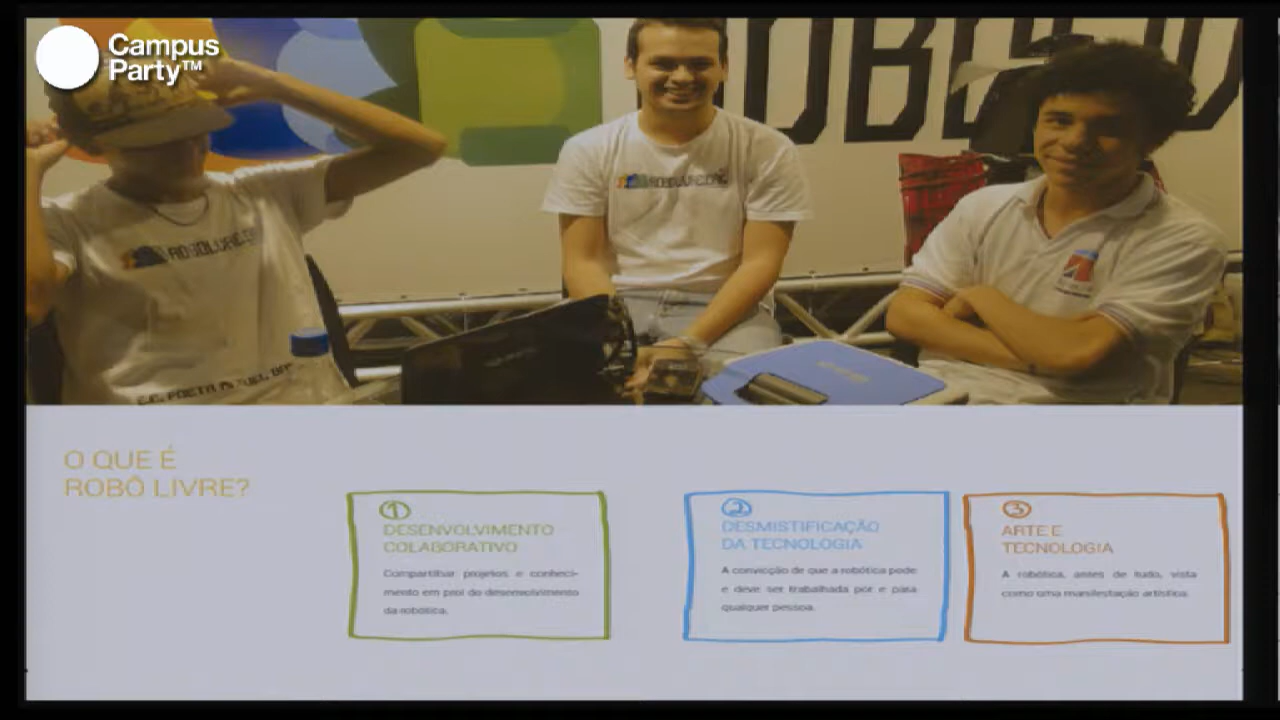 Campus
Party™
ROBOLIVRE.ORG
O QUE É
ROBÔ LIVRE?
1
DESENVOLVIMENTO
COLABORATIVO
Compartilhar projetos e conheci-
mento em prol do desenvolvimento
da robótica.
2
DESMISTIFICAÇÃO
DA TECNOLOGIA
A convicção de que a robótica pode
e deve ser trabalhada por e para
qualquer pessoa.
3
ARTE E
TECNOLOGIA
A robótica, antes de tudo, vista
como uma manifestação artística.